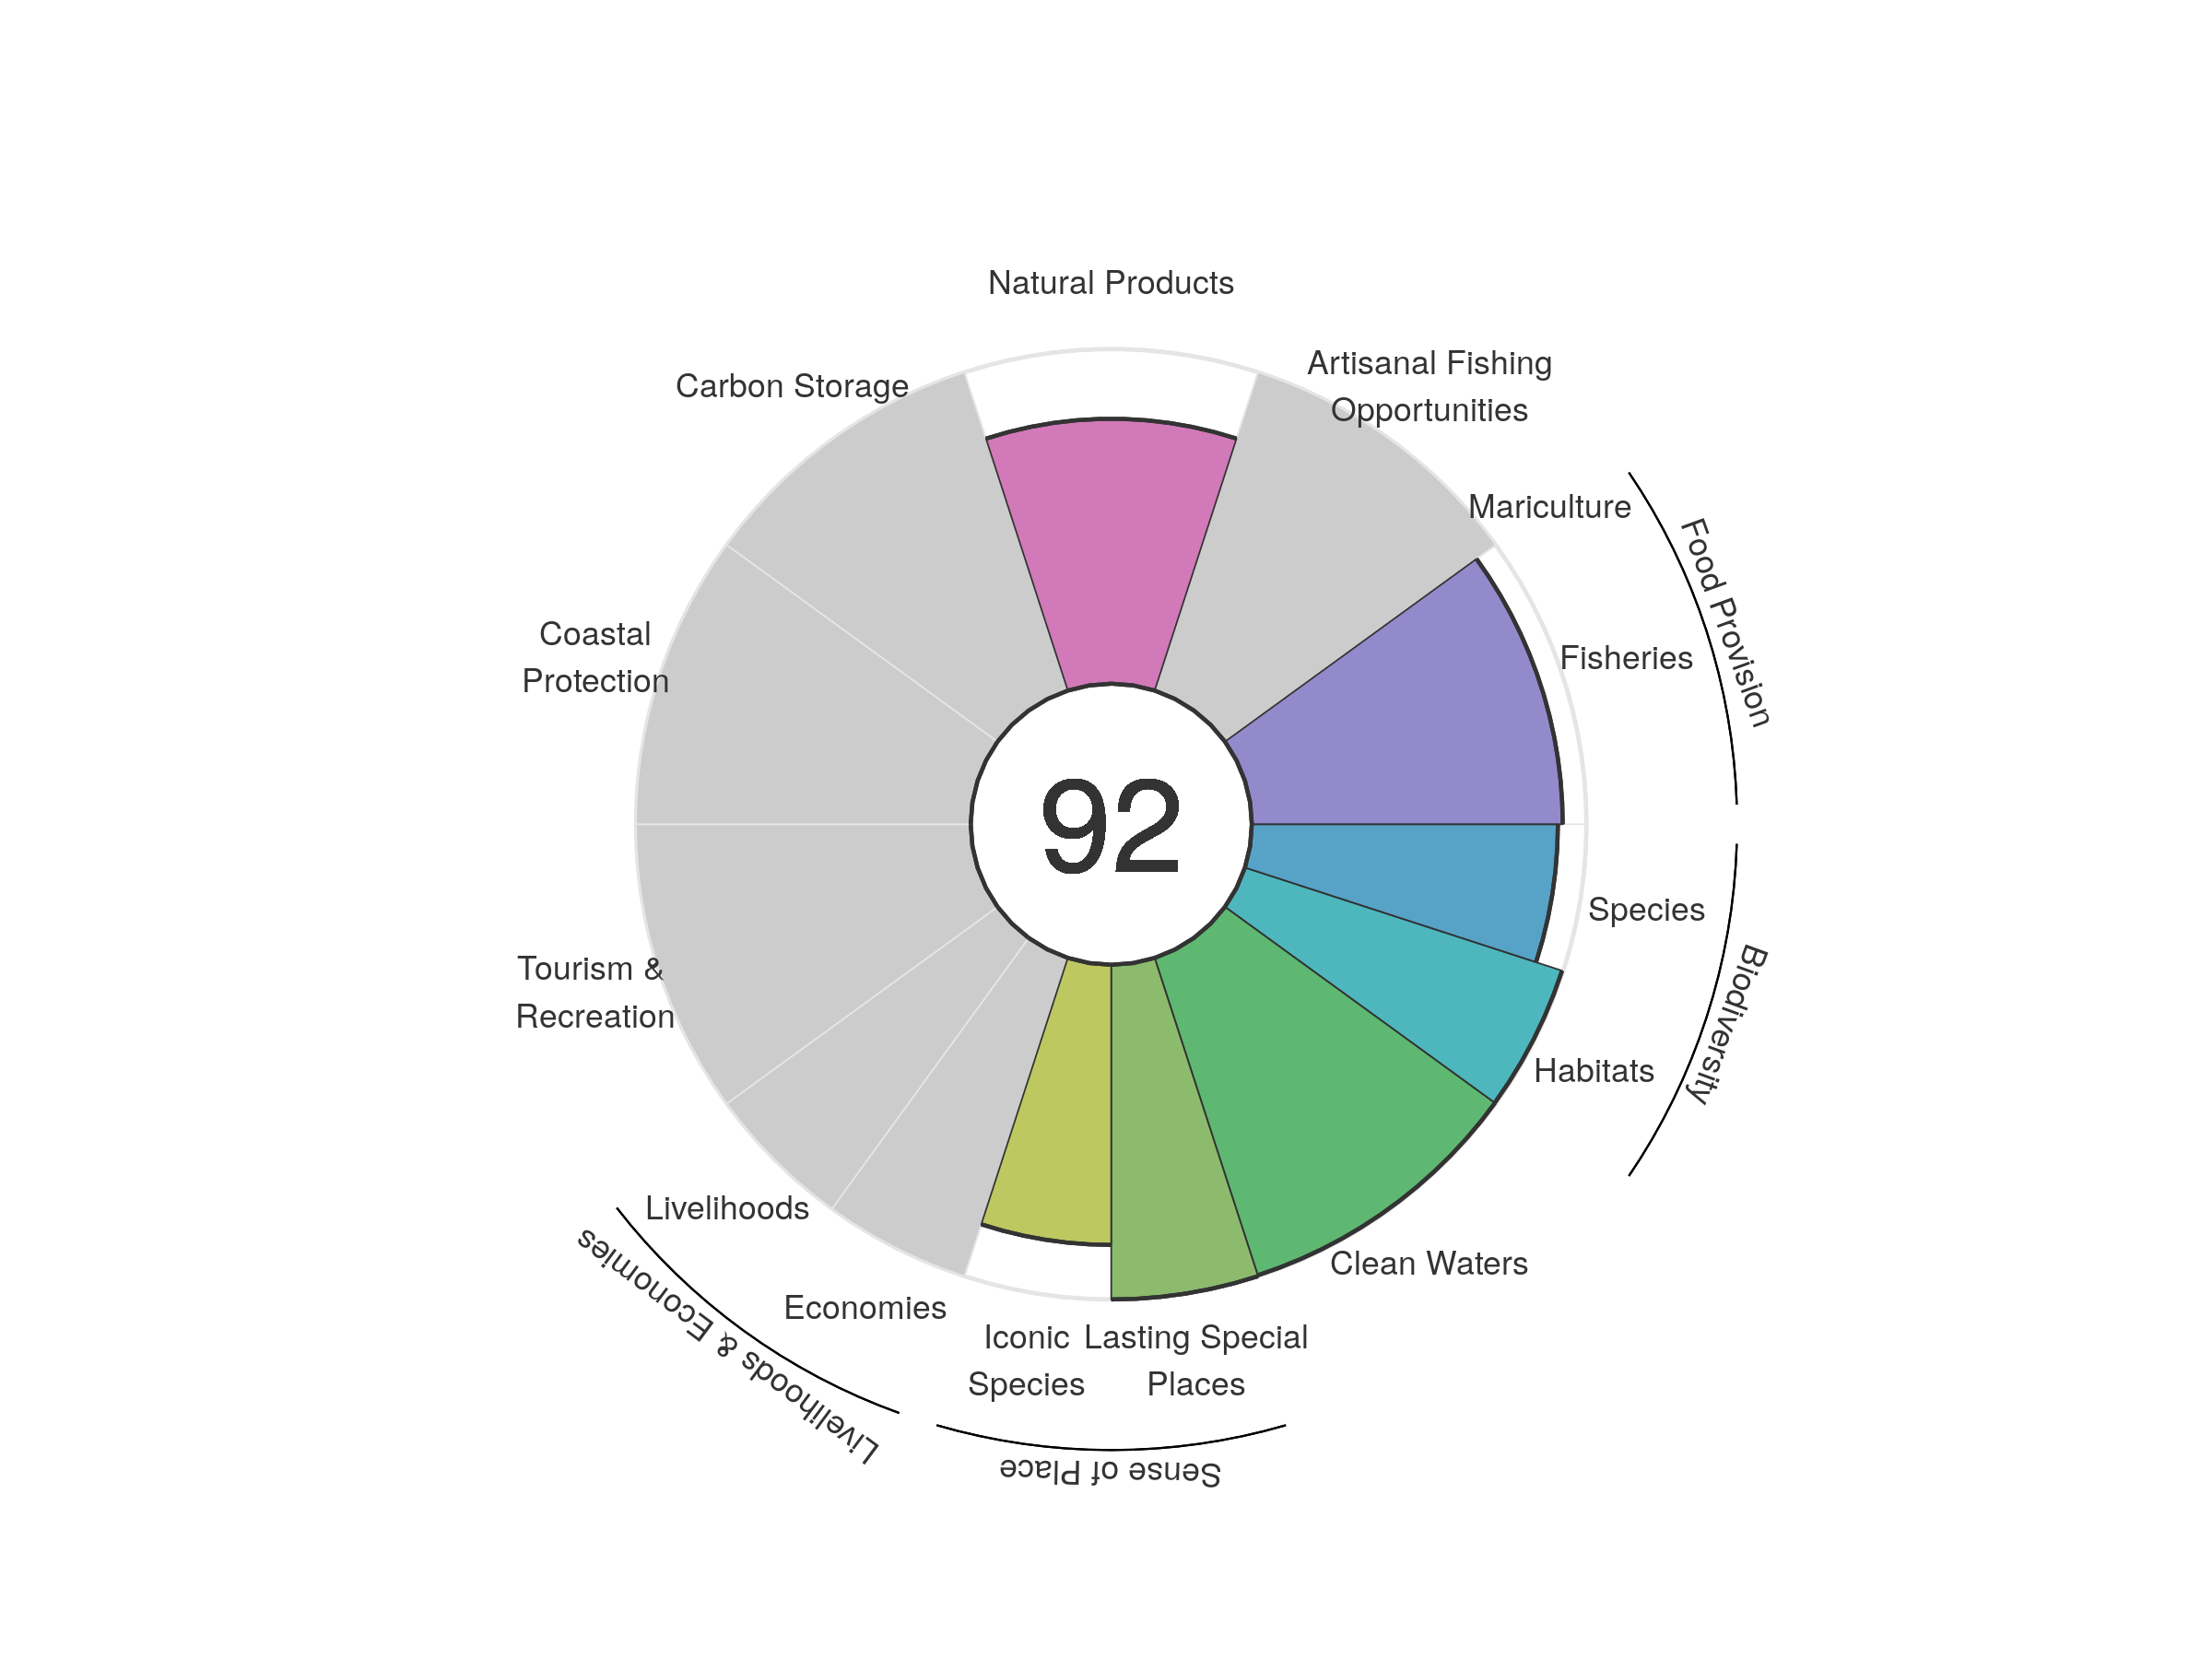 Natural Products
Artisanal Fishing
Opportunities
Carbon Storage
Mariculture
Food Provision
Fisheries
Coastal
Protection
92
Species
Biodiversity
Tourism &
Recreation
Habitats
Livelihoods
Clean Waters
Livelihoods & Economies
Economies
Iconic
Species
Lasting Special
Places
Sense of Place